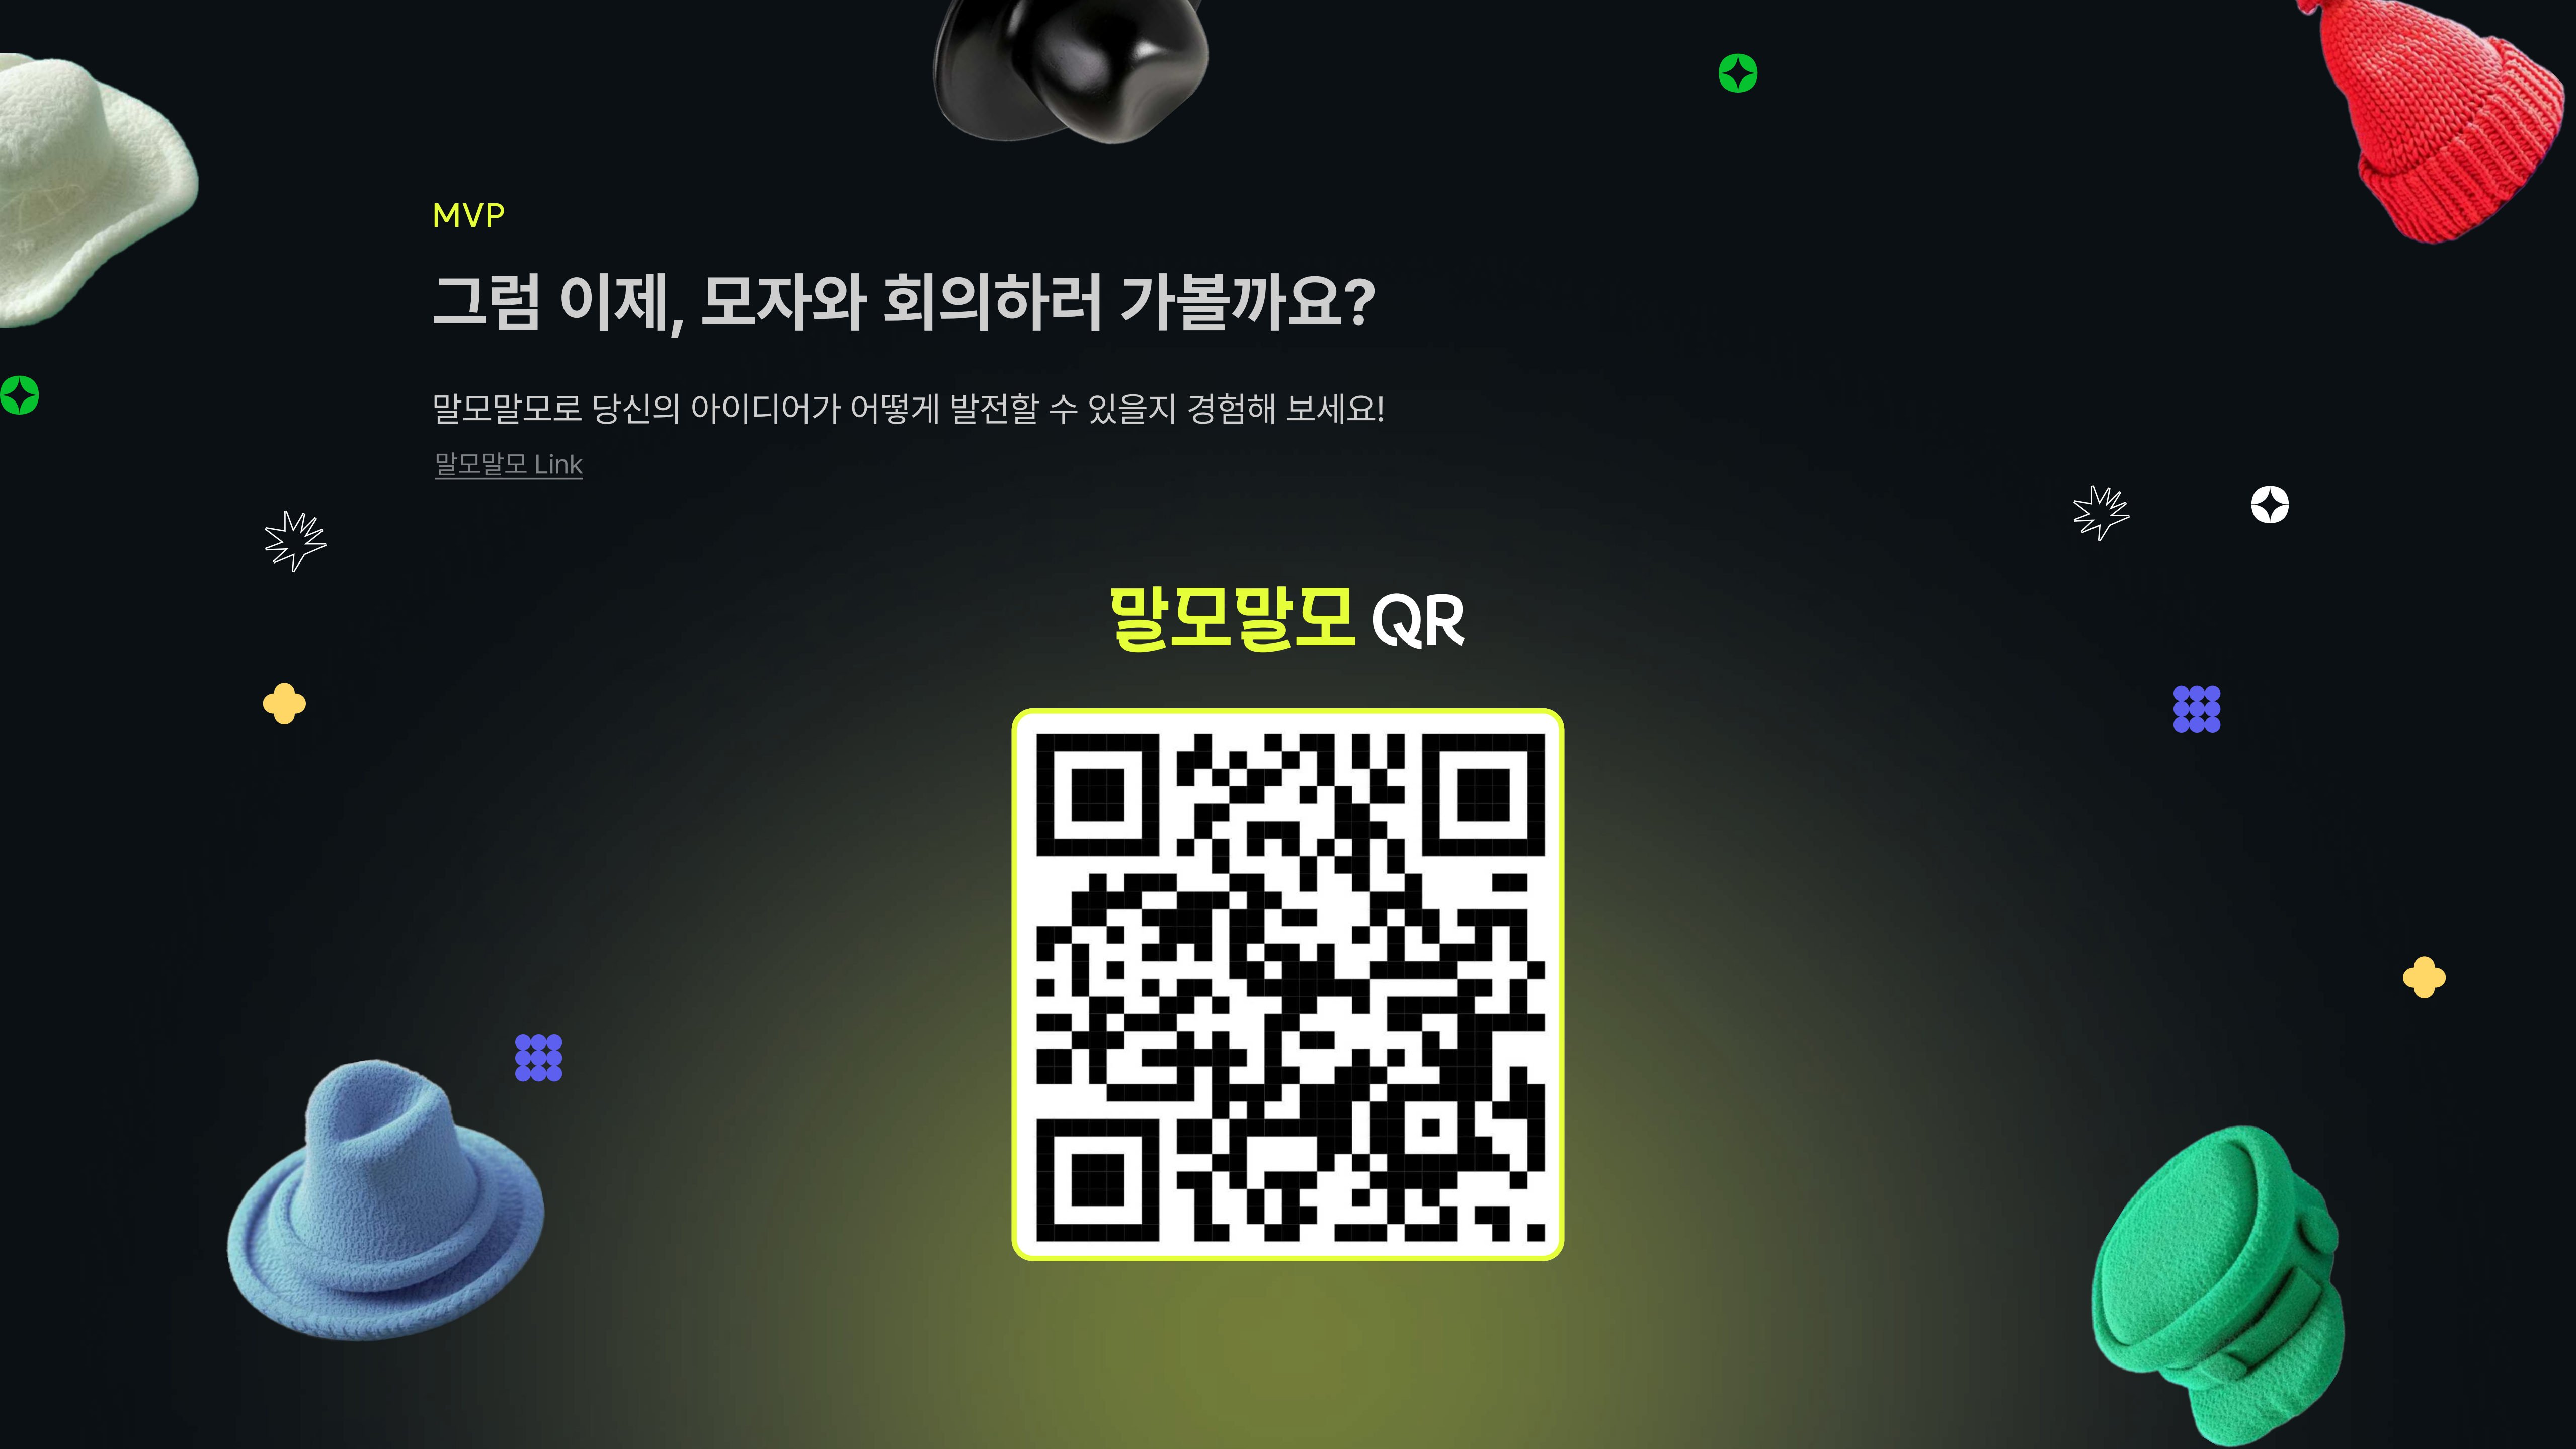 MVP
그럼 이제, 모자와 회의하러 가볼까요?
말모말모로 당신의 아이디어가 어떻게 발전할 수 있을지 경험해 보세요!
말모말모 Link
말모말모 QR